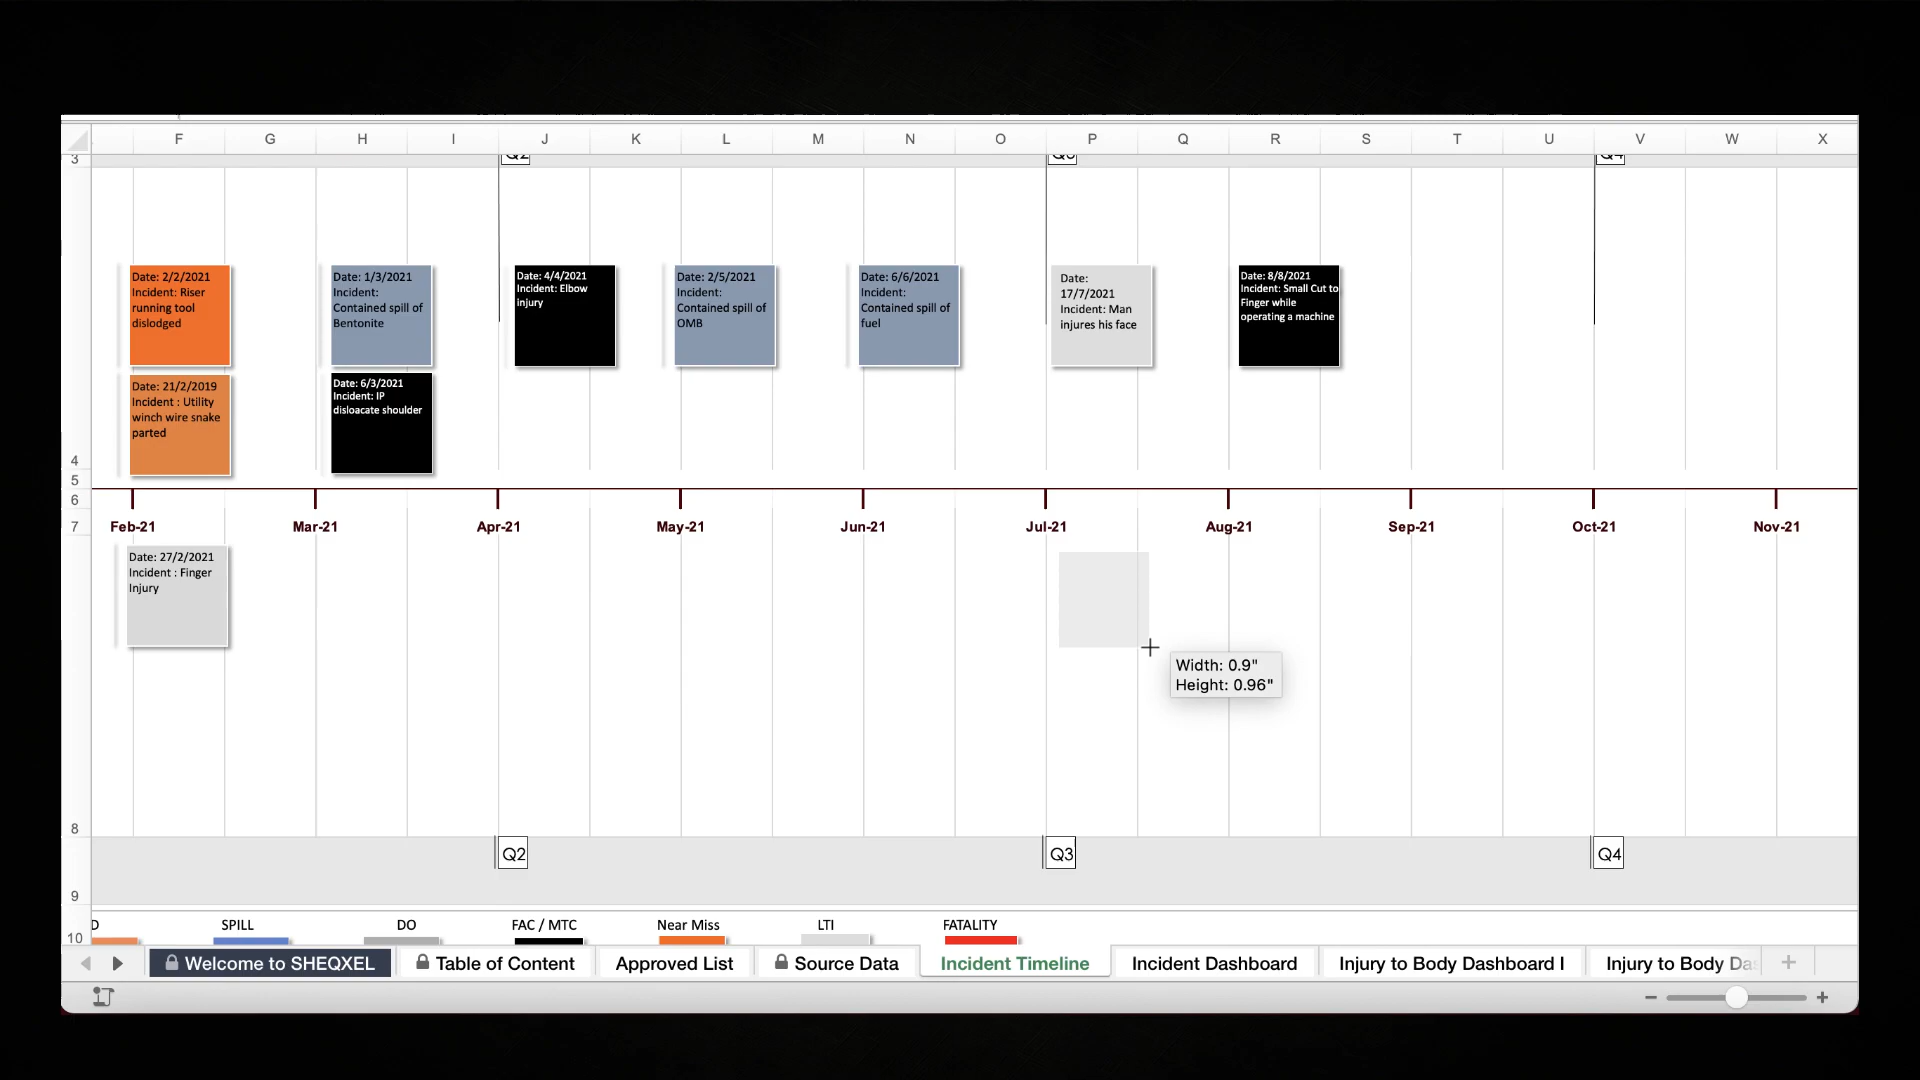 F G H I J K L M N O P Q R S T U V W X
3
Q2 Q3 Q4
Date: 2/2/2021
Incident: Riser
running tool
dislodged
Date: 1/3/2021
Incident:
Contained spill of
Bentonite
Date: 4/4/2021
Incident: Elbow
injury
Date: 2/5/2021
Incident:
Contained spill of
OMB
Date: 6/6/2021
Incident:
Contained spill of
fuel
Date:
17/7/2021
Incident: Man
injures his face
Date: 8/8/2021
Incident: Small Cut to
Finger while
operating a machine
Date: 21/2/2019
Incident : Utility
winch wire snake
parted
Date: 6/3/2021
Incident: IP
disloacate shoulder
4
5
6
7
Feb-21 Mar-21 Apr-21 May-21 Jun-21 Jul-21 Aug-21 Sep-21 Oct-21 Nov-21
Date: 27/2/2021
Incident : Finger
Injury
Width: 0.9"
Height: 0.96"
8
Q2 Q3 Q4
9
D SPILL DO FAC / MTC Near Miss LTI FATALITY
10
Welcome to SHEQXEL Table of Content Approved List Source Data Incident Timeline Incident Dashboard Injury to Body Dashboard I Injury to Body Das